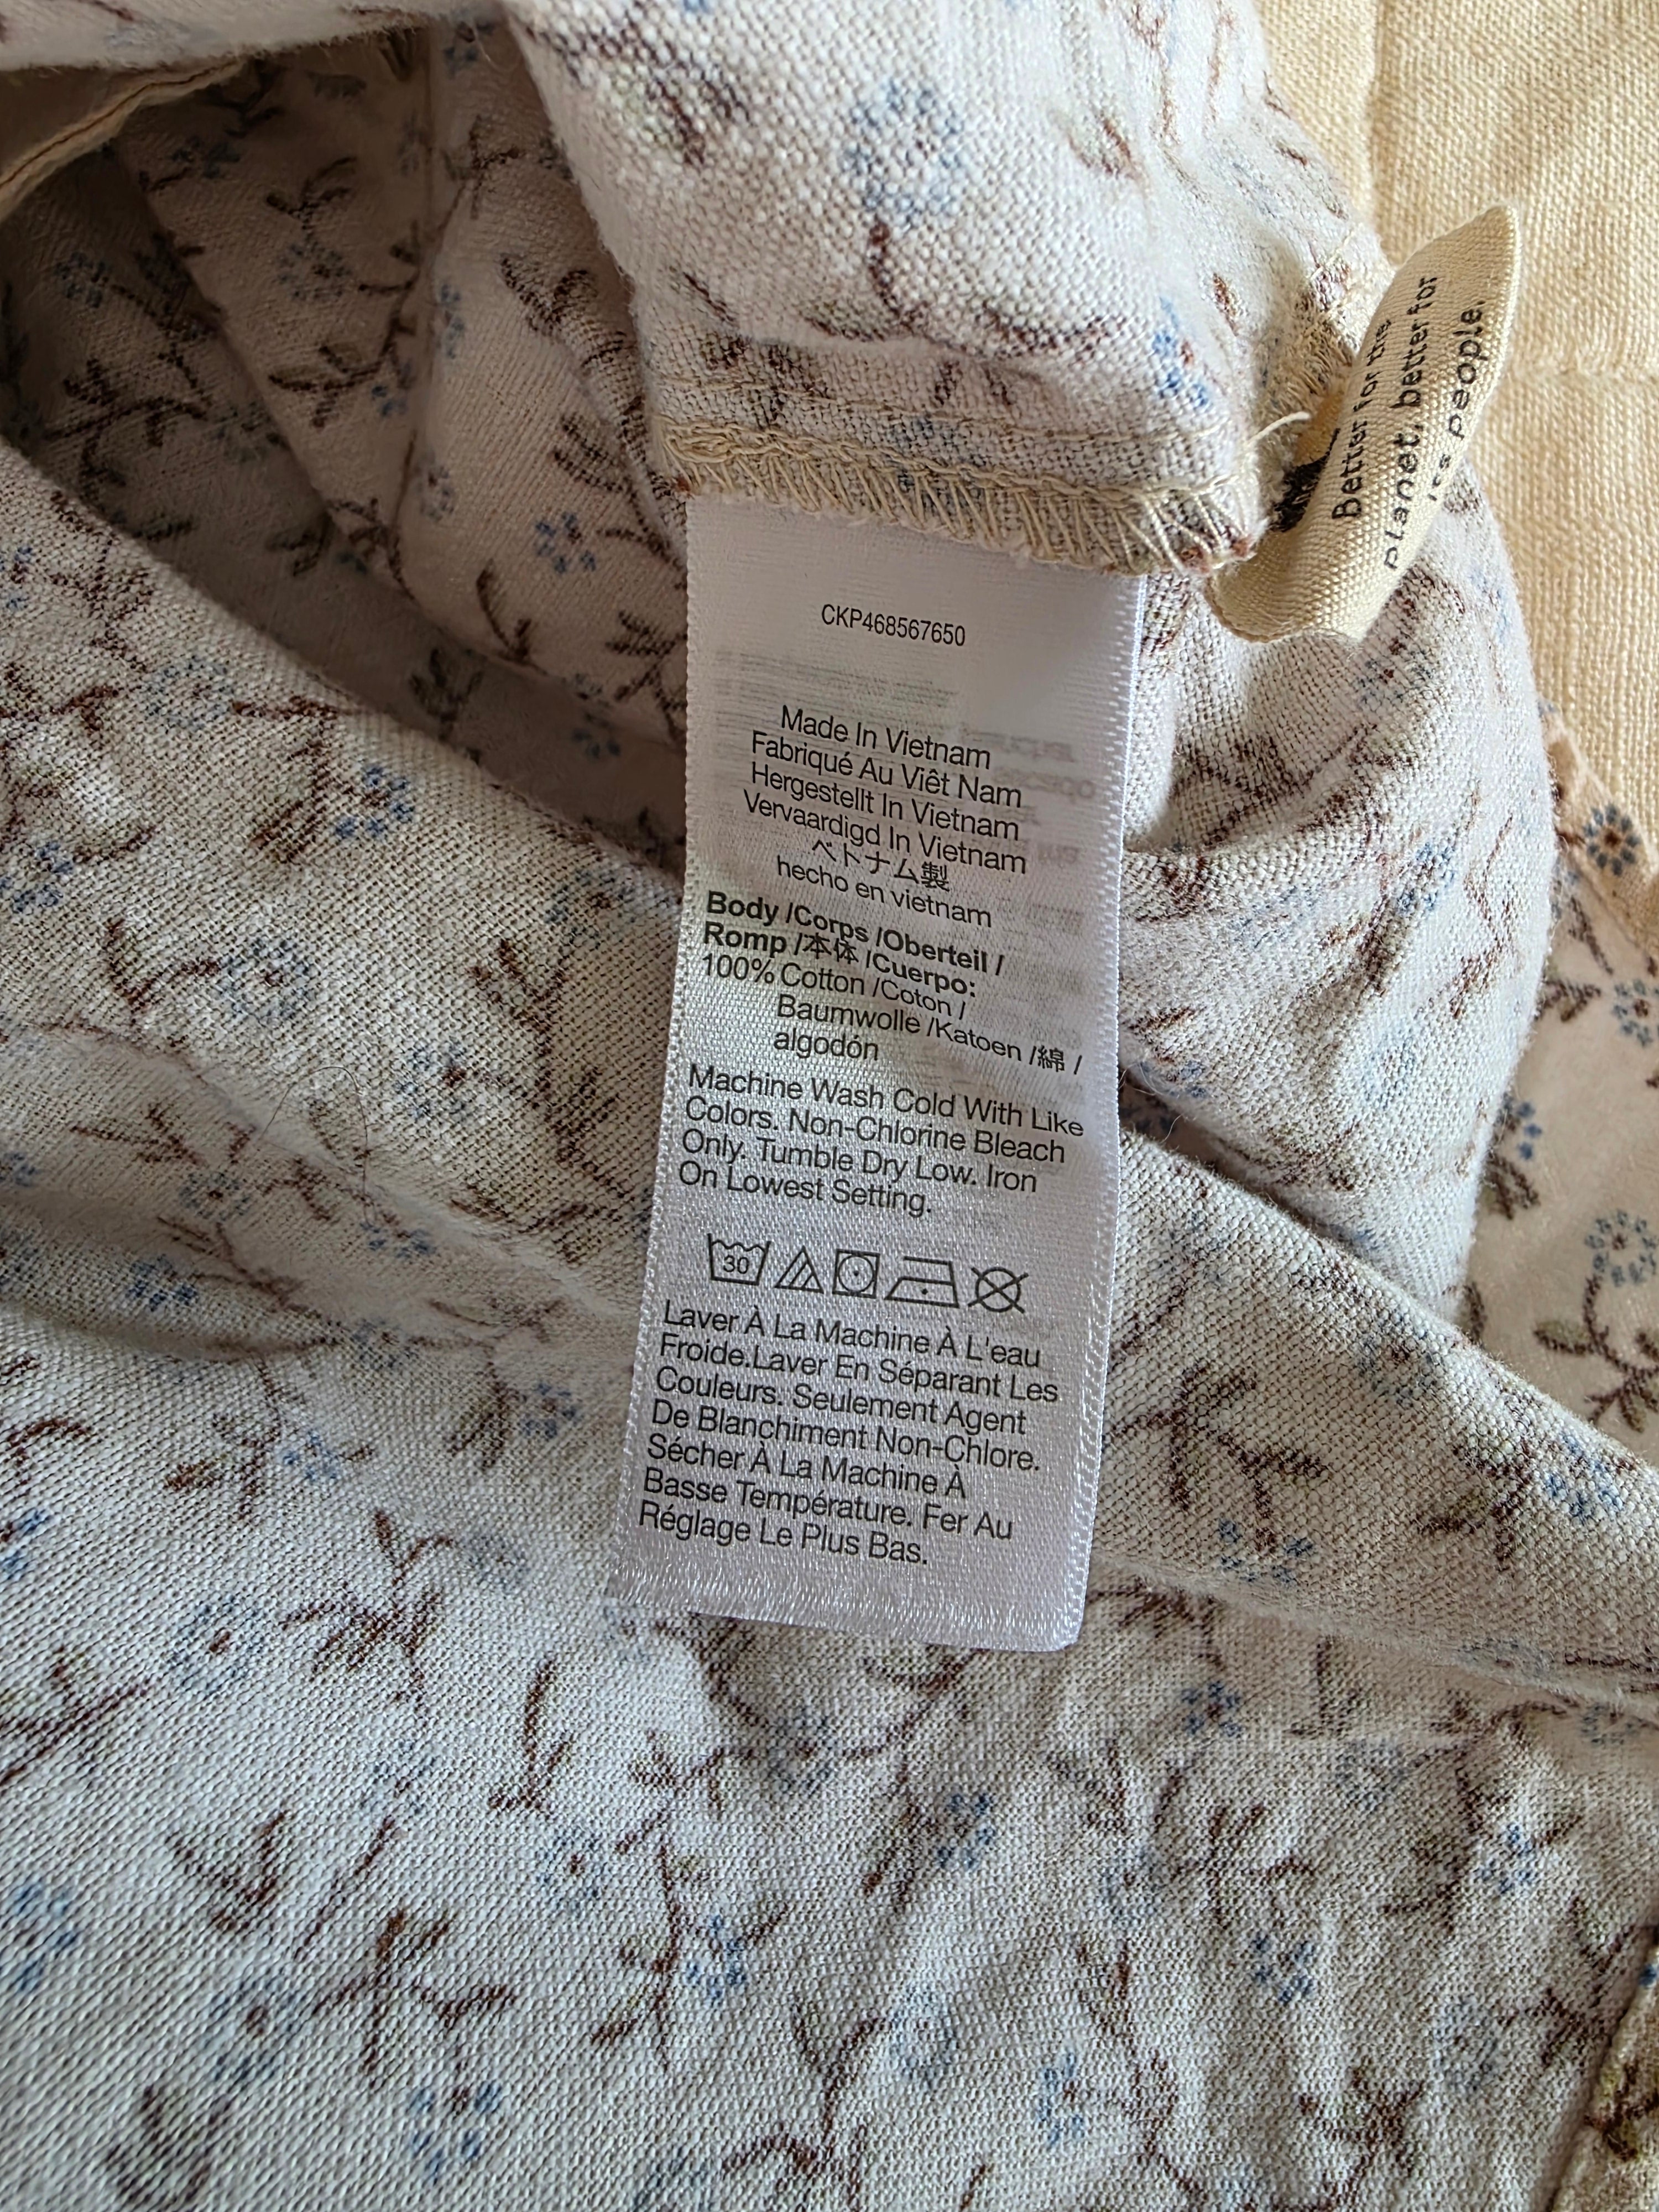 CKP468567650
Made In Vietnam
Fabriqué Au Viêt Nam
Hergestellt In Vietnam
Vervaardigd In Vietnam
ベトナム製
hecho en vietnam
Body /Corps /Oberteil /
Romp /本体 /Cuerpo:
100% Cotton /Coton /
Baumwolle /Katoen /綿 /
algodón
Machine Wash Cold With Like
Colors. Non-Chlorine Bleach
Only. Tumble Dry Low. Iron
On Lowest Setting.
30
Laver À La Machine À L'eau
Froide.Laver En Séparant Les
Couleurs. Seulement Agent
De Blanchiment Non-Chlore.
Sécher À La Machine À
Basse Température. Fer Au
Réglage Le Plus Bas.
Better for the
planet, better for
people.